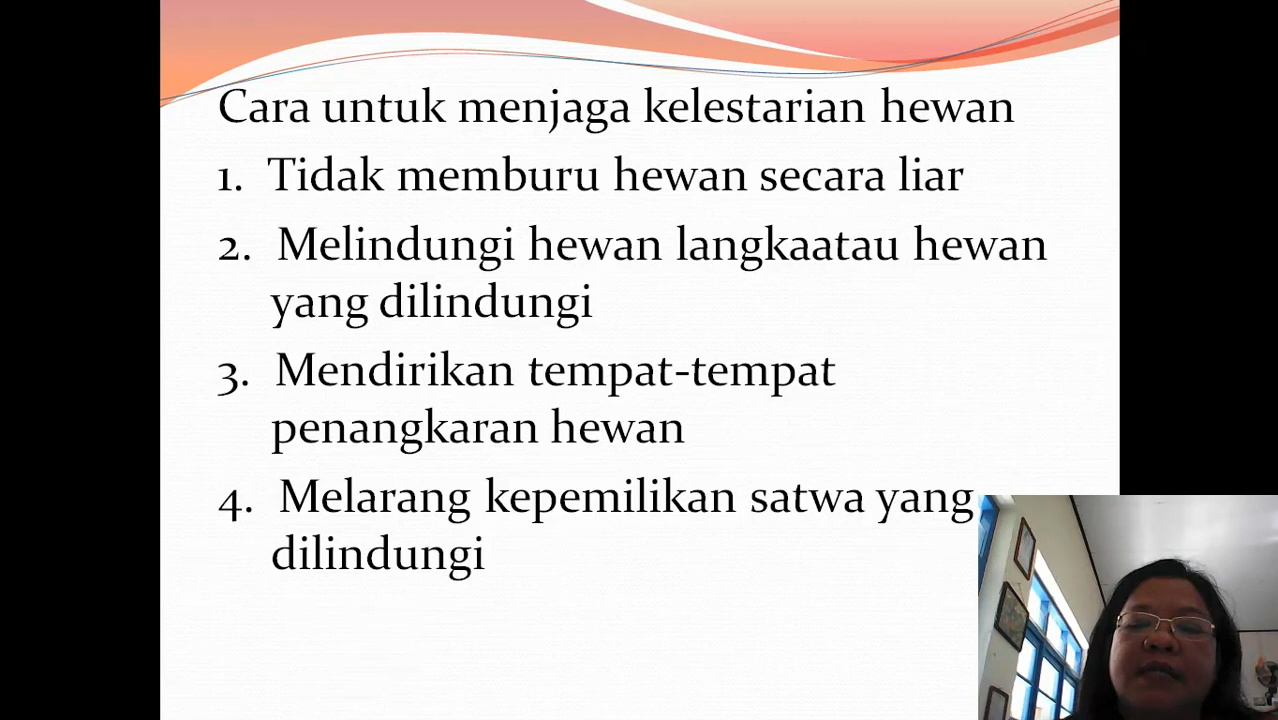 Cara untuk menjaga kelestarian hewan
1. Tidak memburu hewan secara liar
2. Melindungi hewan langkaatau hewan
yang dilindungi
3. Mendirikan tempat-tempat
penangkaran hewan
4. Melarang kepemilikan satwa yang
dilindungi